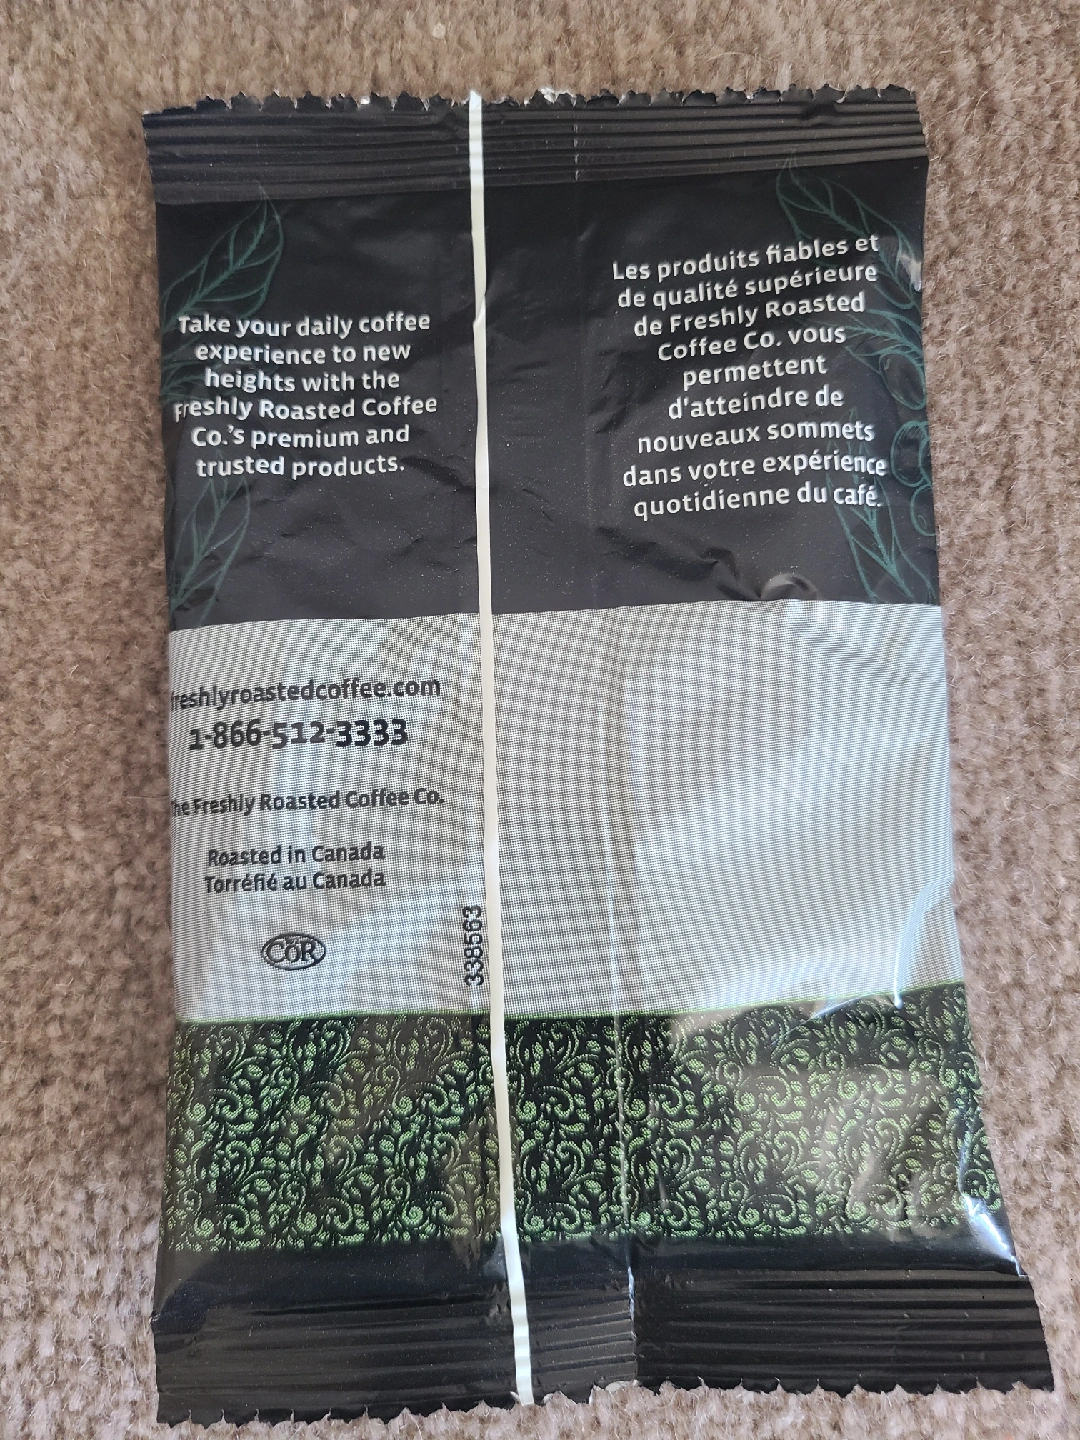 Take your daily coffee
experience to new
heights with the
Freshly Roasted Coffee
Co.'s premium and
trusted products.
Les produits fiables et
de qualité supérieure
de Freshly Roasted
Coffee Co. vous
permettent
d'atteindre de
nouveaux sommets
dans votre expérience
quotidienne du café.
freshlyroastedcoffee.com
1-866-512-3333
The Freshly Roasted Coffee Co.
Roasted in Canada
Torréfié au Canada
COR
338563